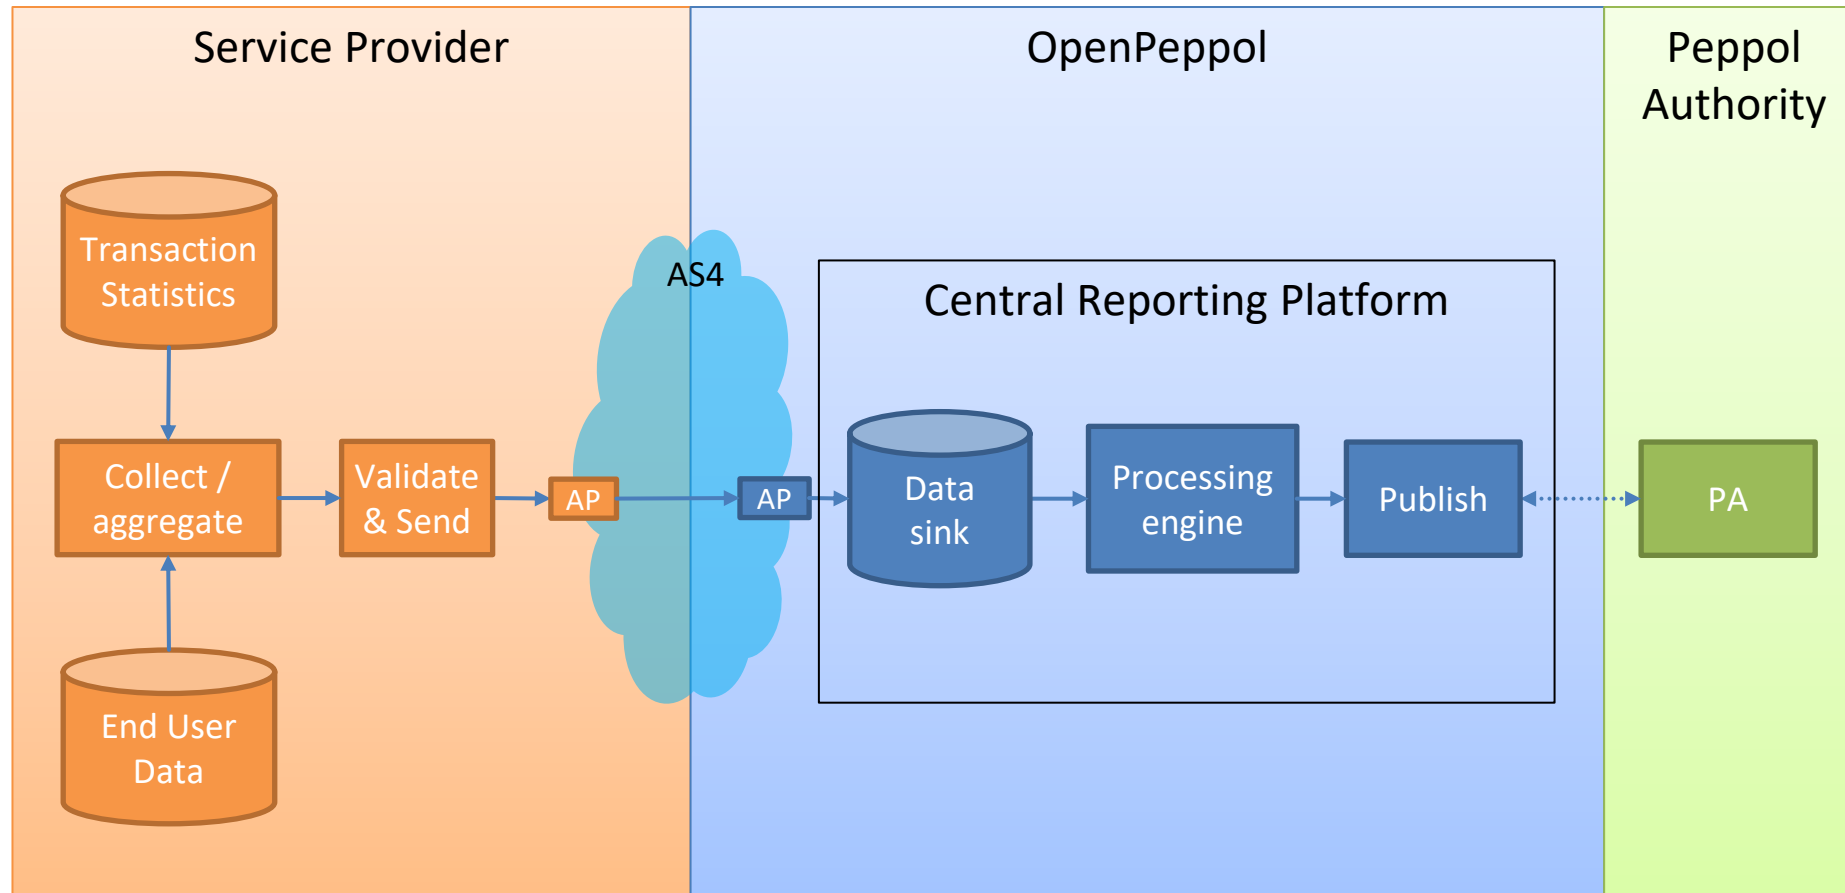 Service Provider
OpenPeppol
Peppol
Authority
Transaction
Statistics
AS4
Central Reporting Platform
Collect /
aggregate
Validate
& Send
AP
AP
Data
sink
Processing
engine
Publish
PA
End User
Data